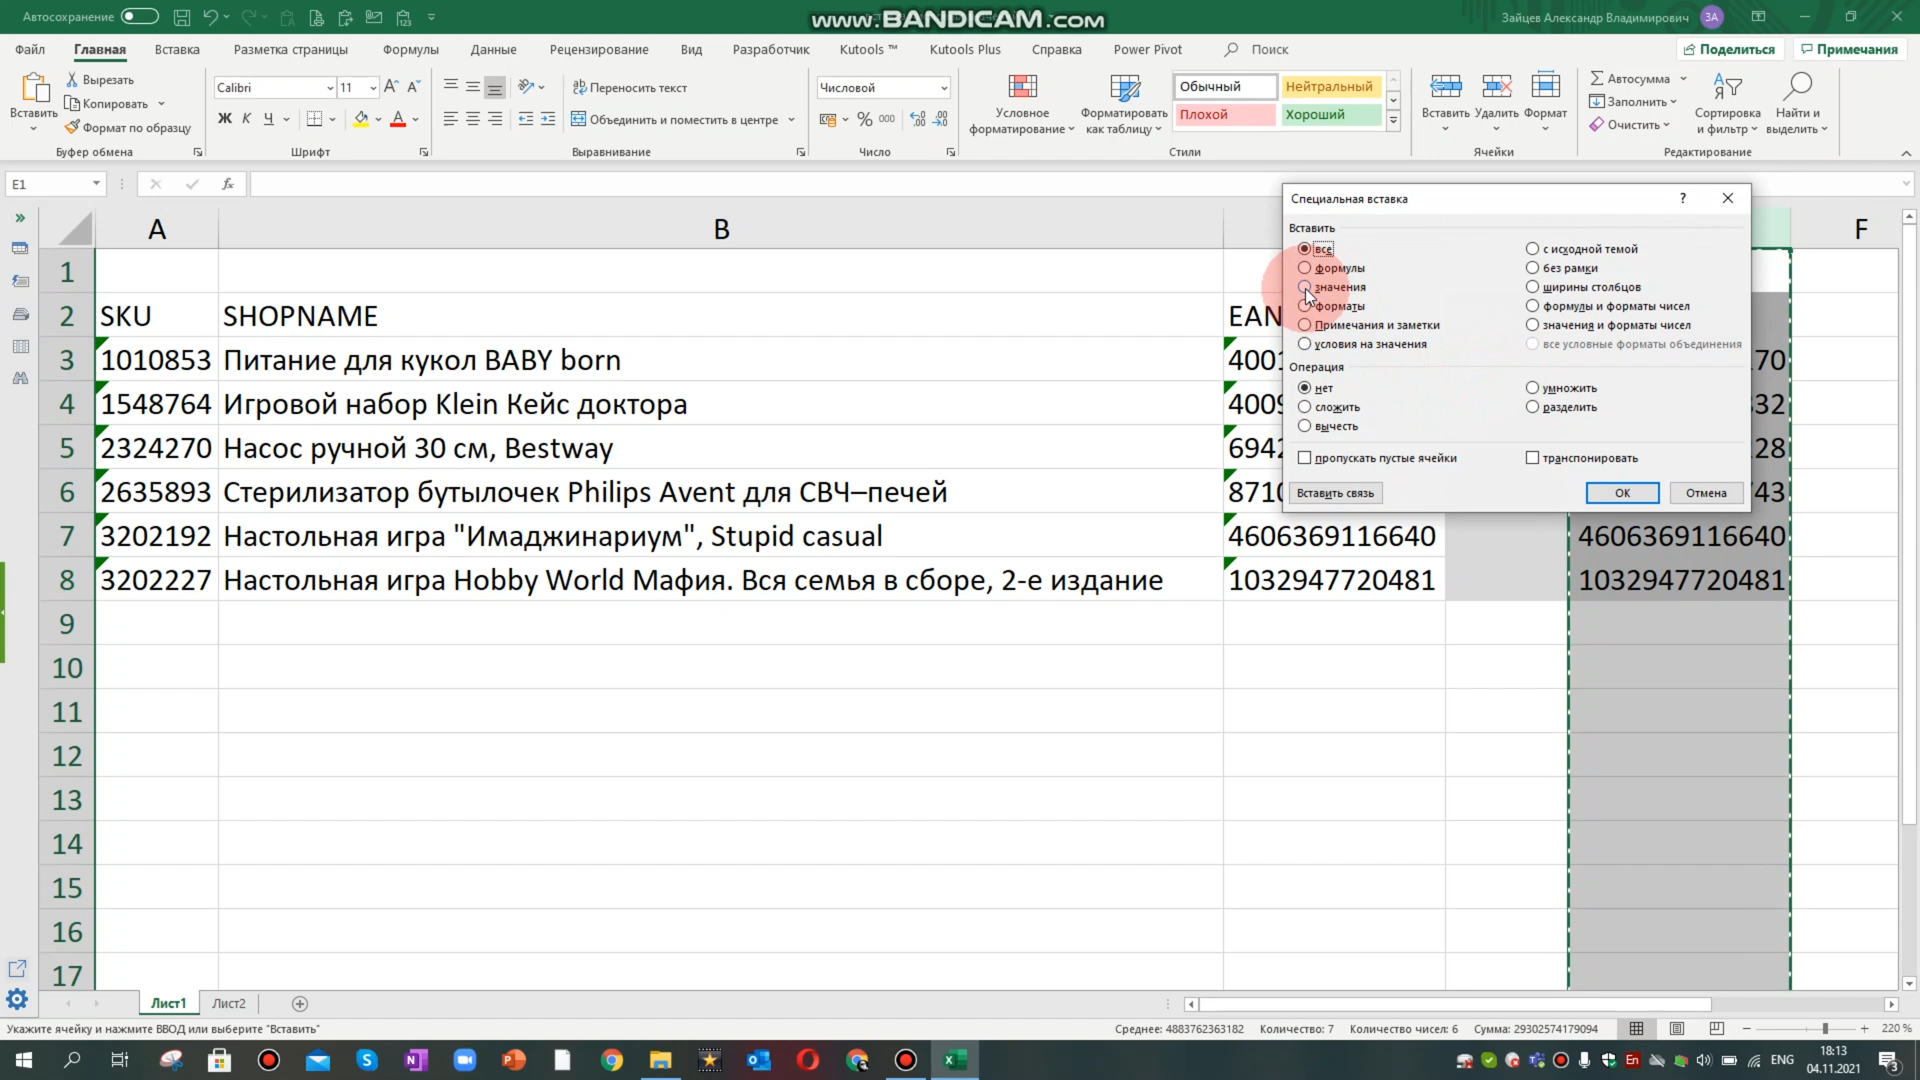 Автосохранение
www.BANDICAM.com
Зайцев Александр Владимирович ЗА
Файл Главная Вставка Разметка страницы Формулы Данные Рецензирование Вид Разработчик Kutools ™ Kutools Plus Справка Power Pivot Поиск Поделиться Примечания
Вставить
Вырезать
Копировать
Формат по образцу
Буфер обмена
Calibri 11
Ж К Ч
Шрифт
Переносить текст
Объединить и поместить в центре
Выравнивание
Числовой
% 000
Число
Условное форматирование
Форматировать как таблицу
Обычный Нейтральный
Плохой Хороший
Стили
Вставить Удалить Формат
Ячейки
Автосумма
Заполнить
Очистить
Сортировка и фильтр
Найти и выделить
Редактирование
E1 fx
A B F
1
2 SKU SHOPNAME EAN
3 1010853 Питание для кукол BABY born
4 1548764 Игровой набор Klein Кейс доктора
5 2324270 Насос ручной 30 см, Bestway
6 2635893 Стерилизатор бутылочек Philips Avent для СВЧ–печей
7 3202192 Настольная игра "Имаджинариум", Stupid casual 4606369116640 4606369116640
8 3202227 Настольная игра Hobby World Мафия. Вся семья в сборе, 2-е издание 1032947720481 1032947720481
9
10
11
12
13
14
15
16
17
Специальная вставка ?
Вставить
все с исходной темой
формулы без рамки
значения ширины столбцов
форматы формулы и форматы чисел
Примечания и заметки значения и форматы чисел
условия на значения все условные форматы объединения
Операция
нет умножить
сложить разделить
вычесть
пропускать пустые ячейки транспонировать
Вставить связь ОК Отмена
Лист1 Лист2
Укажите ячейку и нажмите ВВОД или выберите "Вставить"
Среднее: 4883762363182 Количество: 7 Количество чисел: 6 Сумма: 29302574179094 220 %
ENG
18:13
04.11.2021
3